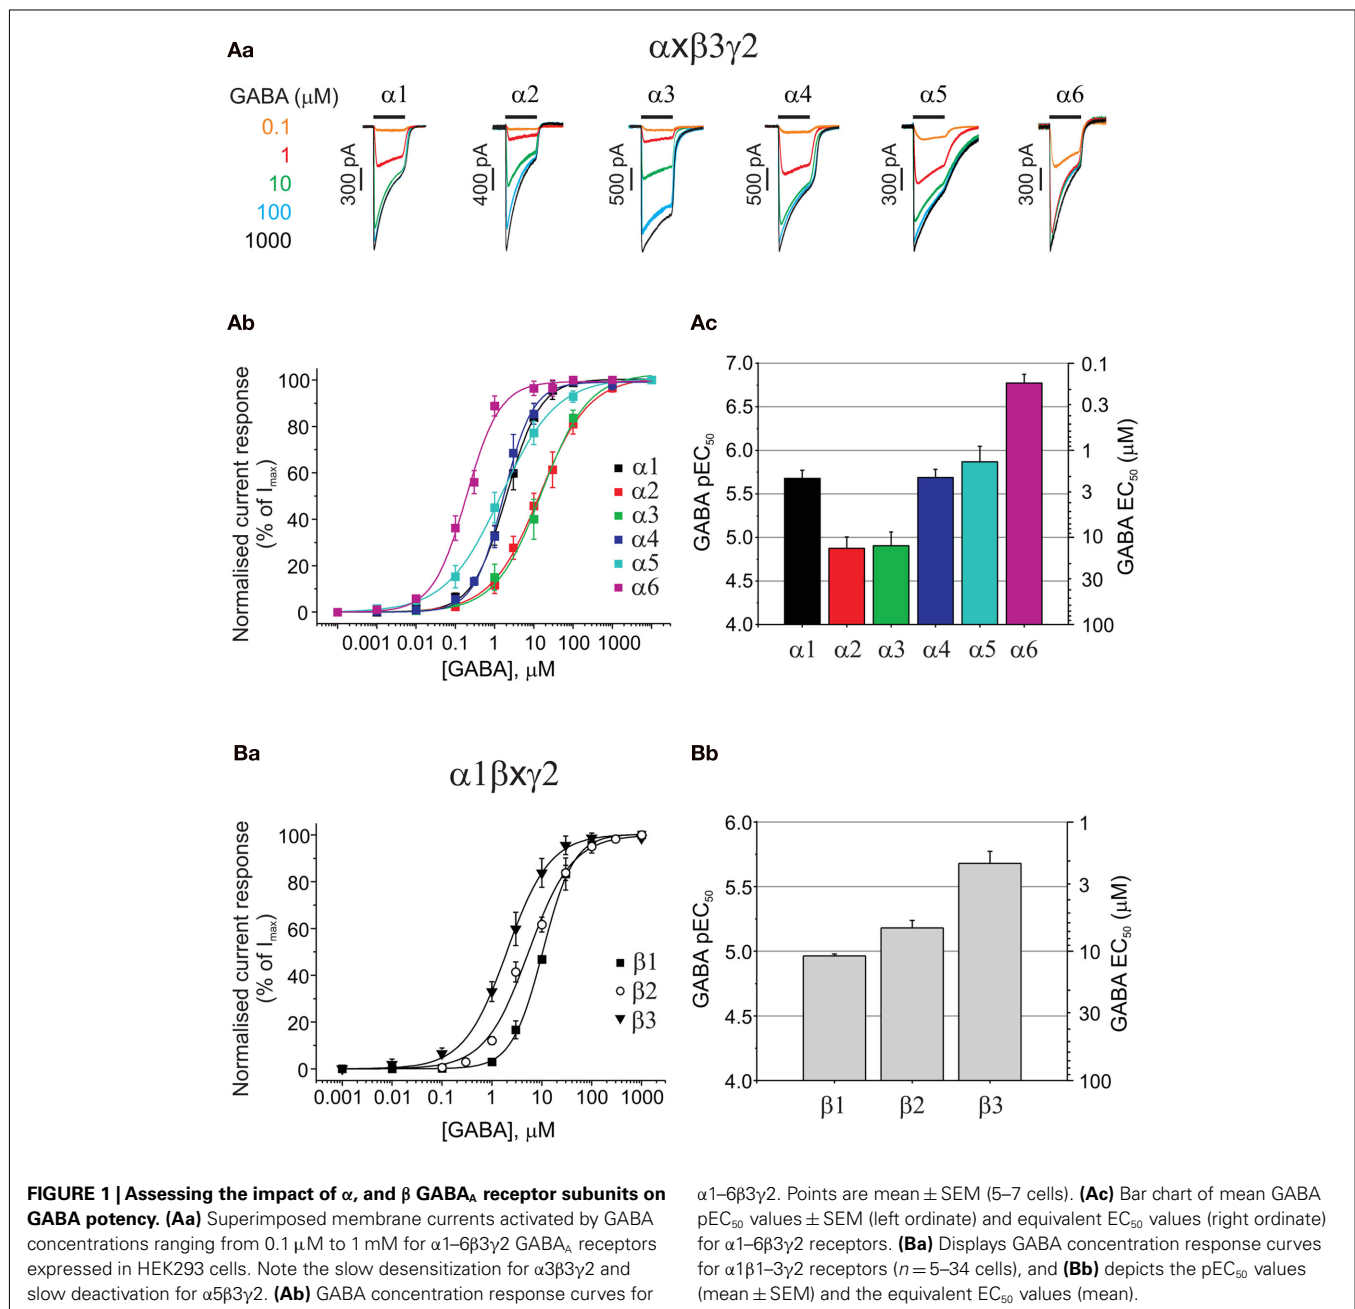 Aa
αxβ3γ2
GABA (μM) α1 α2 α3 α4 α5 α6
0.1
1
10
100
1000
300 pA
400 pA
500 pA
500 pA
300 pA
300 pA
Ab
Normalised current response
(% of Imax)
100
80
60
40
20
0
α1
α2
α3
α4
α5
α6
0.001 0.01 0.1 1 10 100 1000
[GABA], μM
Ac
GABA pEC50
7.0
6.5
6.0
5.5
5.0
4.5
4.0
0.1
0.3
1
3
10
30
100
GABA EC50 (μM)
α1 α2 α3 α4 α5 α6
Ba
α1βxγ2
Normalised current response
(% of Imax)
100
80
60
40
20
0
β1
β2
β3
0.001 0.01 0.1 1 10 100 1000
[GABA], μM
Bb
GABA pEC50
6.0
5.5
5.0
4.5
4.0
1
3
10
30
100
GABA EC50 (μM)
β1 β2 β3
FIGURE 1 | Assessing the impact of α, and β GABAA receptor subunits on
GABA potency. (Aa) Superimposed membrane currents activated by GABA
concentrations ranging from 0.1 μM to 1 mM for α1–6β3γ2 GABAA receptors
expressed in HEK293 cells. Note the slow desensitization for α3β3γ2 and
slow deactivation for α5β3γ2. (Ab) GABA concentration response curves for
α1–6β3γ2. Points are mean ± SEM (5–7 cells). (Ac) Bar chart of mean GABA
pEC50 values ± SEM (left ordinate) and equivalent EC50 values (right ordinate)
for α1–6β3γ2 receptors. (Ba) Displays GABA concentration response curves
for α1β1–3γ2 receptors (n = 5–34 cells), and (Bb) depicts the pEC50 values
(mean ± SEM) and the equivalent EC50 values (mean).